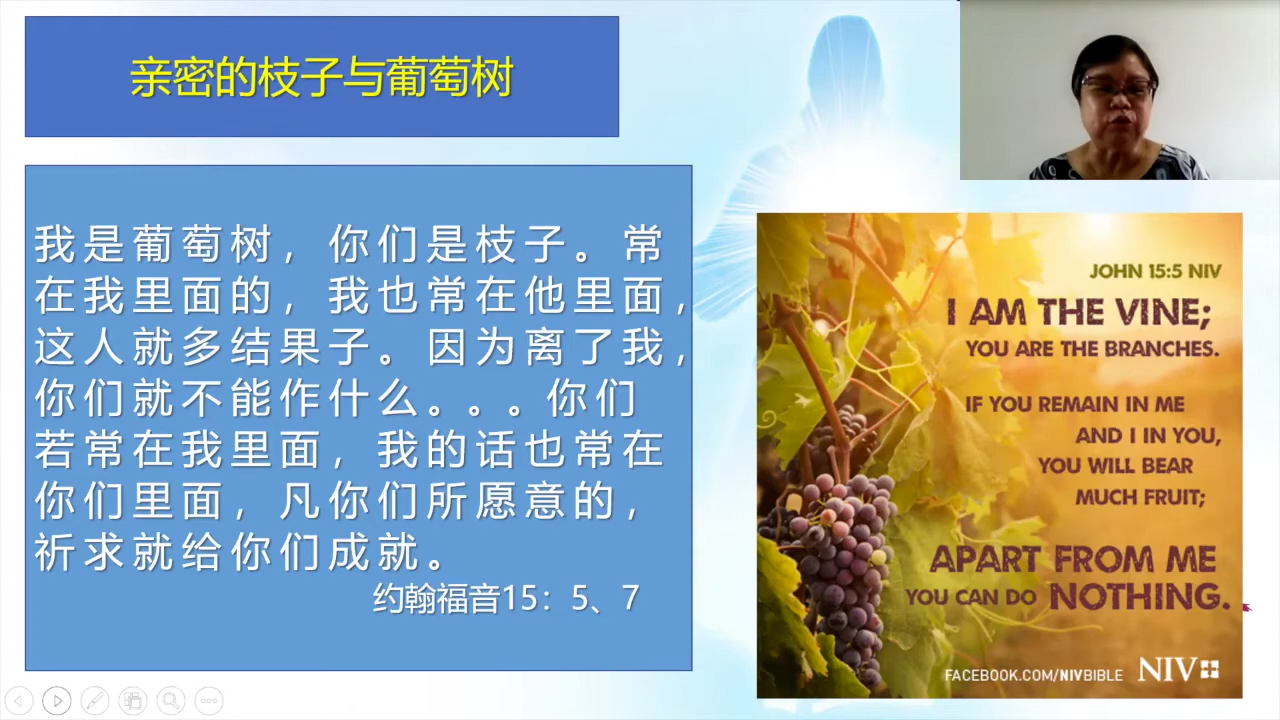 亲密的枝子与葡萄树
我是葡萄树，你们是枝子。常
在我里面的，我也常在他里面，
这人就多结果子。因为离了我，
你们就不能作什么。。。你们
若常在我里面，我的话也常在
你们里面，凡你们所愿意的，
祈求就给你们成就。
约翰福音15：5、7
JOHN 15:5 NIV
I AM THE VINE;
YOU ARE THE BRANCHES.
IF YOU REMAIN IN ME
AND I IN YOU,
YOU WILL BEAR
MUCH FRUIT;
APART FROM ME
YOU CAN DO NOTHING.
FACEBOOK.COM/NIVBIBLE NIV